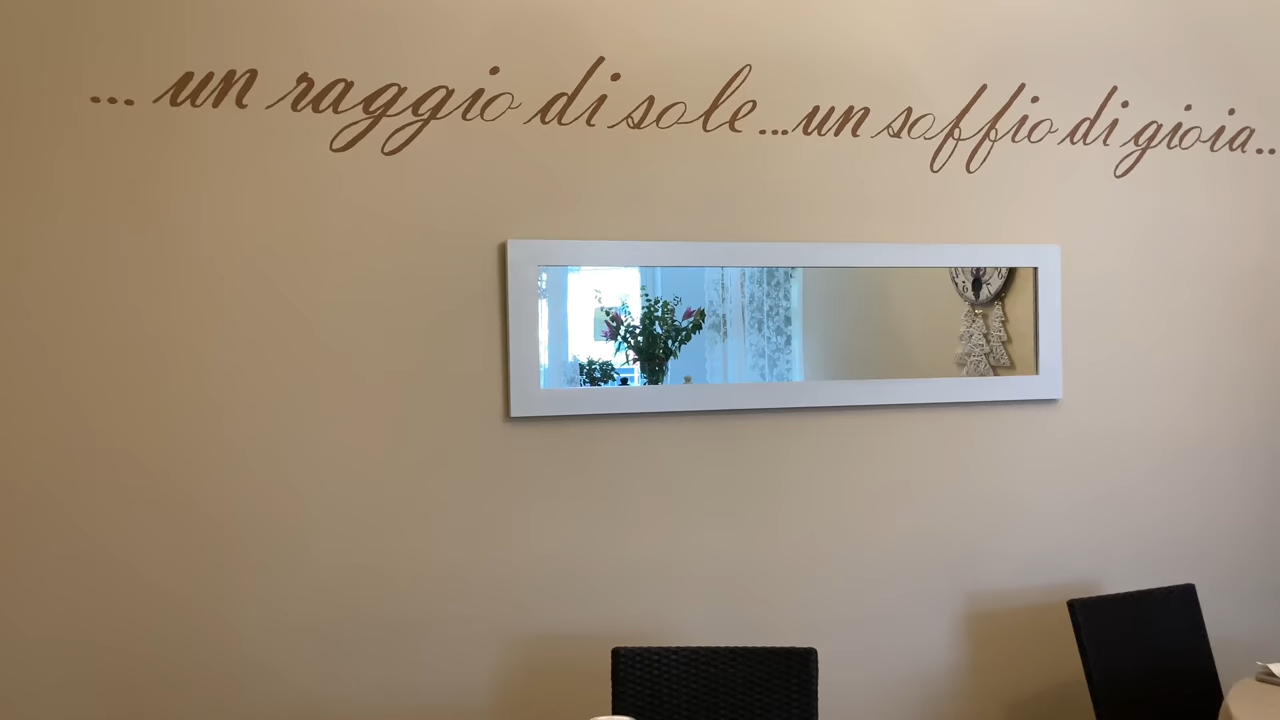 ... un raggio di sole ... un soffio di gioia..